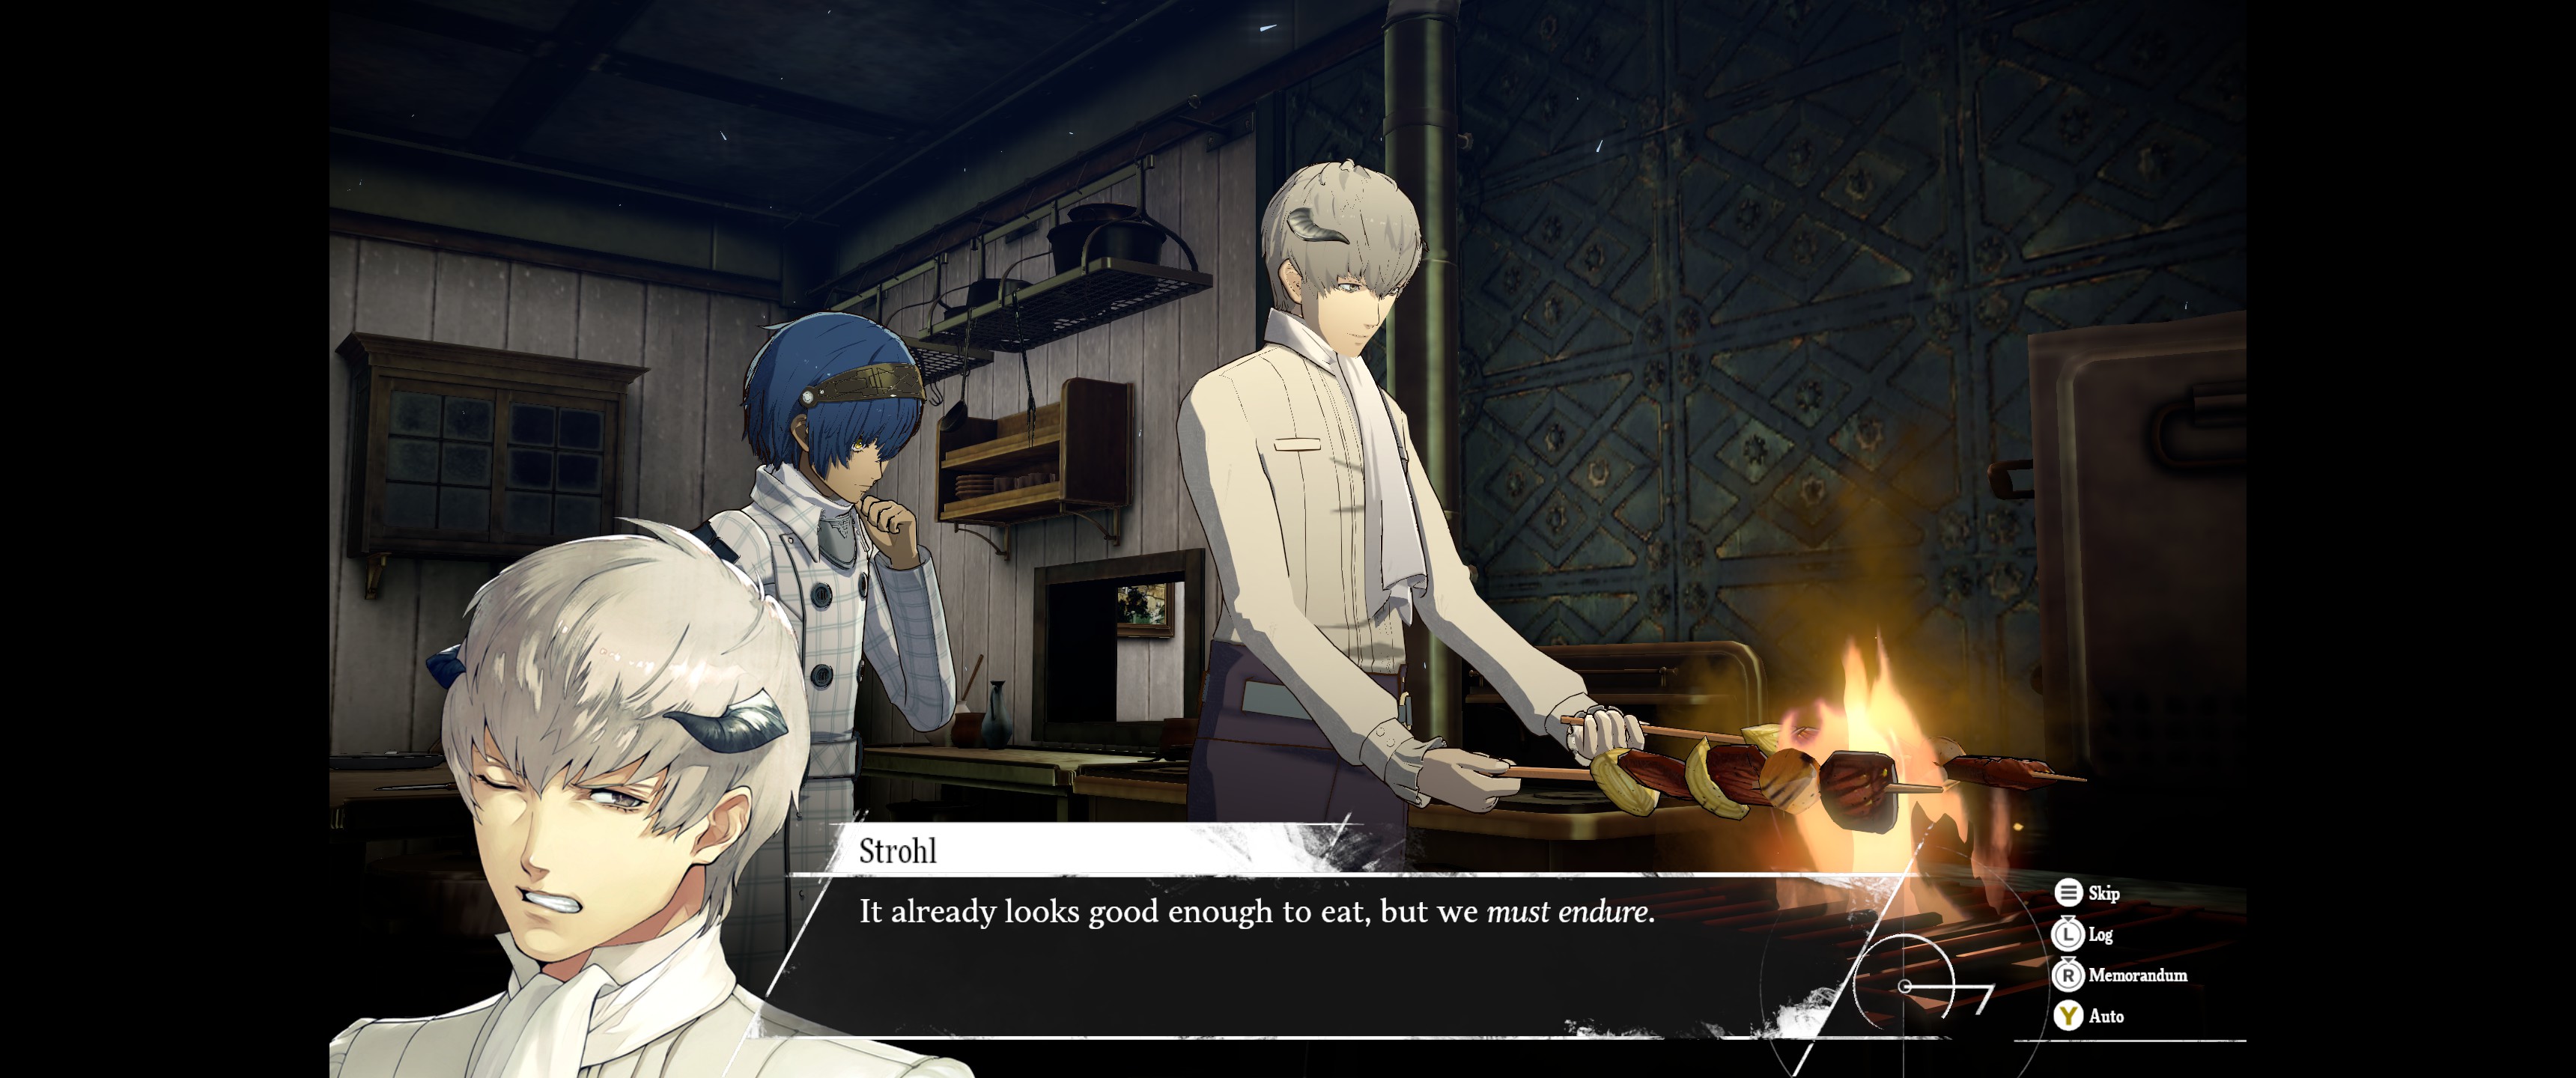 Strohl
It already looks good enough to eat, but we must endure.
Skip
L Log
R Memorandum
Y Auto